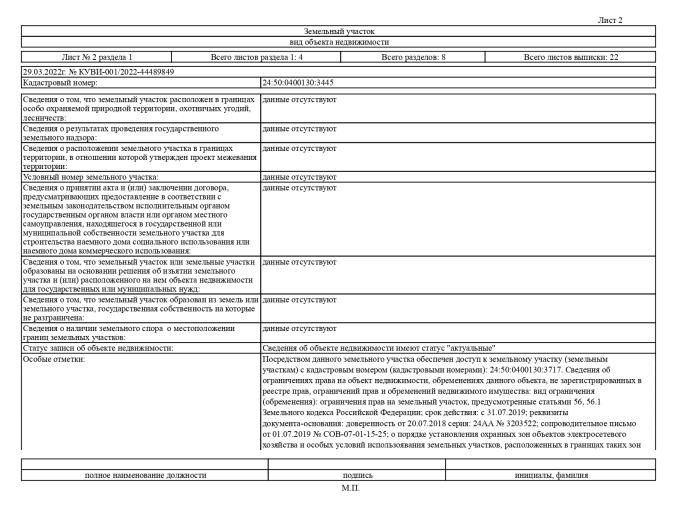 Лист 2
Земельный участок
вид объекта недвижимости
Лист № 2 раздела 1
Всего листов раздела 1: 4
Всего разделов: 8
Всего листов выписки: 22
29.03.2022г. № КУВИ-001/2022-44489849
Кадастровый номер:
24:50:0400130:3445
Сведения о том, что земельный участок расположен в границах
особо охраняемой природной территории, охотничьих угодий,
лесничеств:
данные отсутствуют
Сведения о результатах проведения государственного
земельного надзора:
данные отсутствуют
Сведения о расположении земельного участка в границах
территории, в отношении которой утвержден проект межевания
территории:
данные отсутствуют
Условный номер земельного участка:
данные отсутствуют
Сведения о принятии акта и (или) заключении договора,
предусматривающих предоставление в соответствии с
земельным законодательством исполнительным органом
государственным органом власти или органом местного
самоуправления, находящегося в государственной или
муниципальной собственности земельного участка для
строительства наемного дома социального использования или
наемного дома коммерческого использования:
данные отсутствуют
Сведения о том, что земельный участок или земельные участки
образованы на основании решения об изъятии земельного
участка и (или) расположенного на нем объекта недвижимости
для государственных или муниципальных нужд:
данные отсутствуют
Сведения о том, что земельный участок образован из земель или
земельного участка, государственная собственность на которые
не разграничена:
данные отсутствуют
Сведения о наличии земельного спора о местоположении
границ земельных участков:
данные отсутствуют
Статус записи об объекте недвижимости:
Сведения об объекте недвижимости имеют статус "актуальные"
Особые отметки:
Посредством данного земельного участка обеспечен доступ к земельному участку (земельным
участкам) с кадастровым номером (кадастровыми номерами): 24:50:0400130:3717. Сведения об
ограничениях права на объект недвижимости, обременениях данного объекта, не зарегистрированных в
реестре прав, ограничений прав и обременений недвижимого имущества: вид ограничения
(обременения): ограничения прав на земельный участок, предусмотренные статьями 56, 56.1
Земельного кодекса Российской Федерации; срок действия: с 31.07.2019; реквизиты
документа-основания: доверенность от 20.07.2018 серия: 24АА № 3203522; сопроводительное письмо
от 01.07.2019 № СОВ-07-01-15-25; о порядке установления охранных зон объектов электросетевого
хозяйства и особых условий использования земельных участков, расположенных в границах таких зон
полное наименование должности
подпись
инициалы, фамилия
М.П.